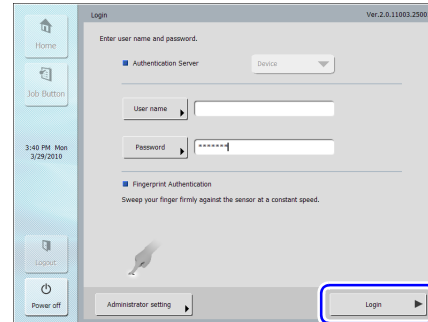 Login
Ver.2.0.11003.2500
Home
Job Button
3:40 PM Mon
3/29/2010
Logout
Power off
Enter user name and password.
Authentication Server
Device
User name
Password
*******
Fingerprint Authentication
Sweep your finger firmly against the sensor at a constant speed.
Administrator setting
Login